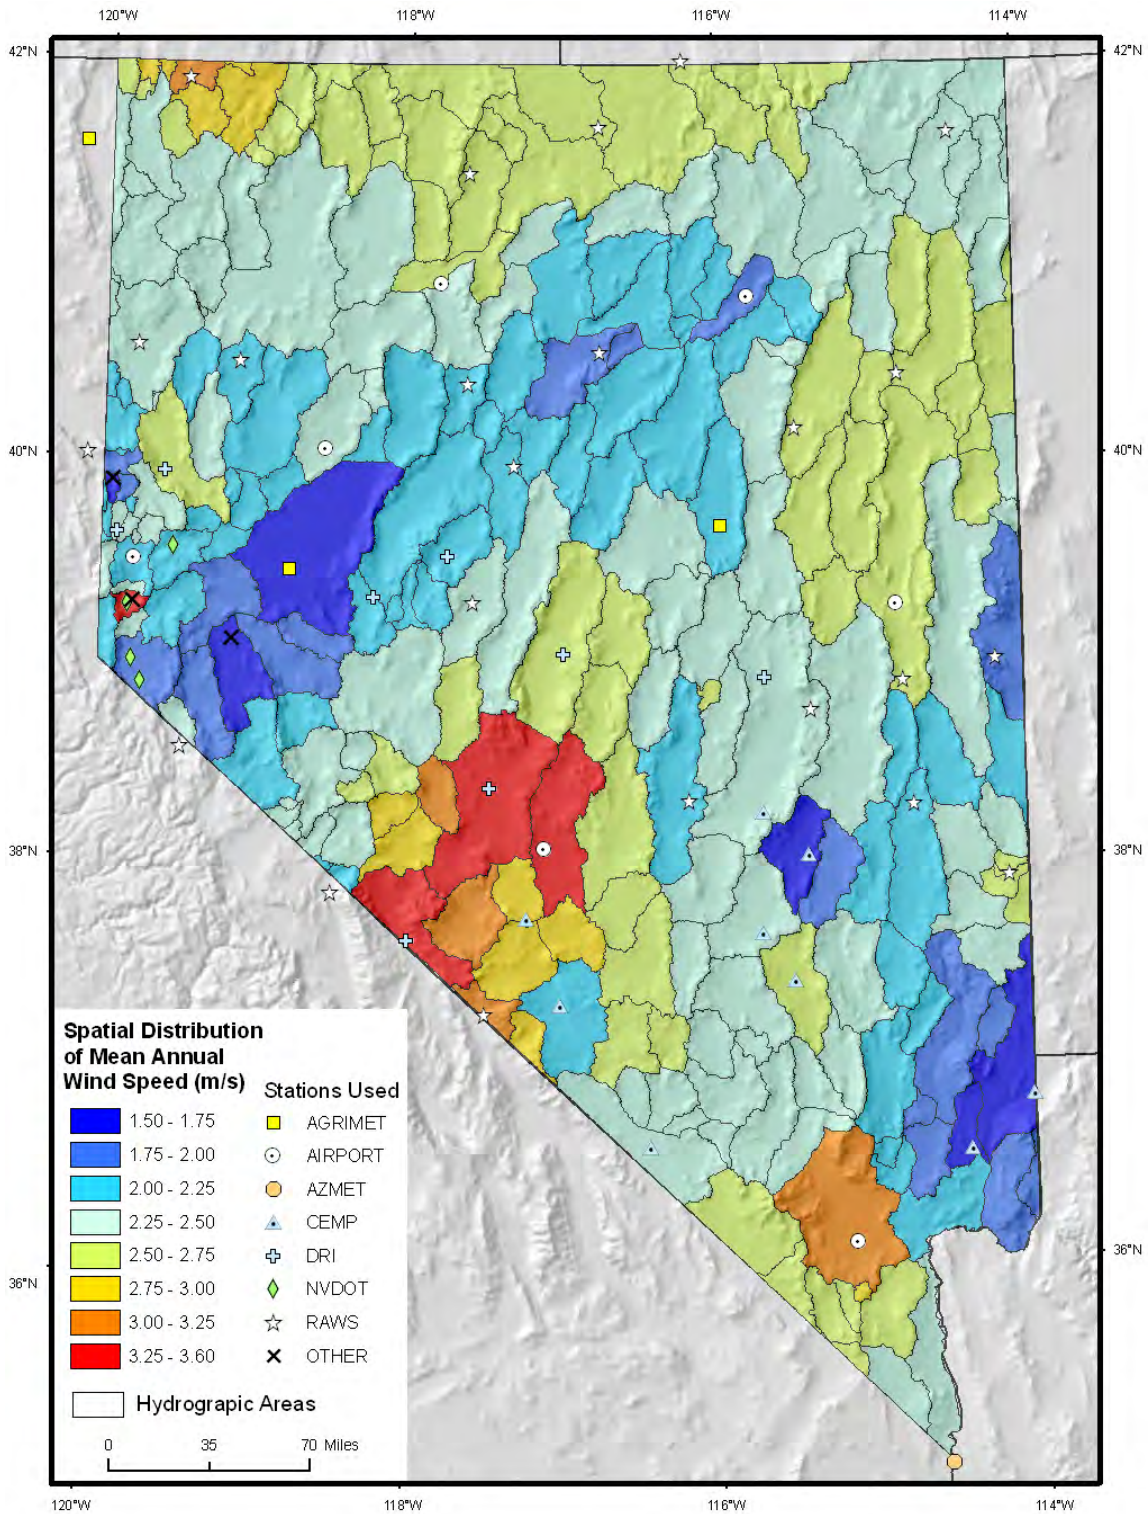 120°W 118°W 116°W 114°W
42°N 42°N
40°N 40°N
38°N 38°N
36°N 36°N
Spatial Distribution
of Mean Annual
Wind Speed (m/s)
1.50 - 1.75
1.75 - 2.00
2.00 - 2.25
2.25 - 2.50
2.50 - 2.75
2.75 - 3.00
3.00 - 3.25
3.25 - 3.60
Stations Used
AGRIMET
AIRPORT
AZMET
CEMP
DRI
NVDOT
RAWS
OTHER
Hydrograpic Areas
0 35 70 Miles
120°W 118°W 116°W 114°W